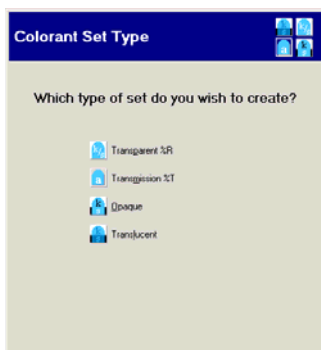 Colorant Set Type
Which type of set do you wish to create?
Transparent %R
Transmission %T
Opaque
Translucent